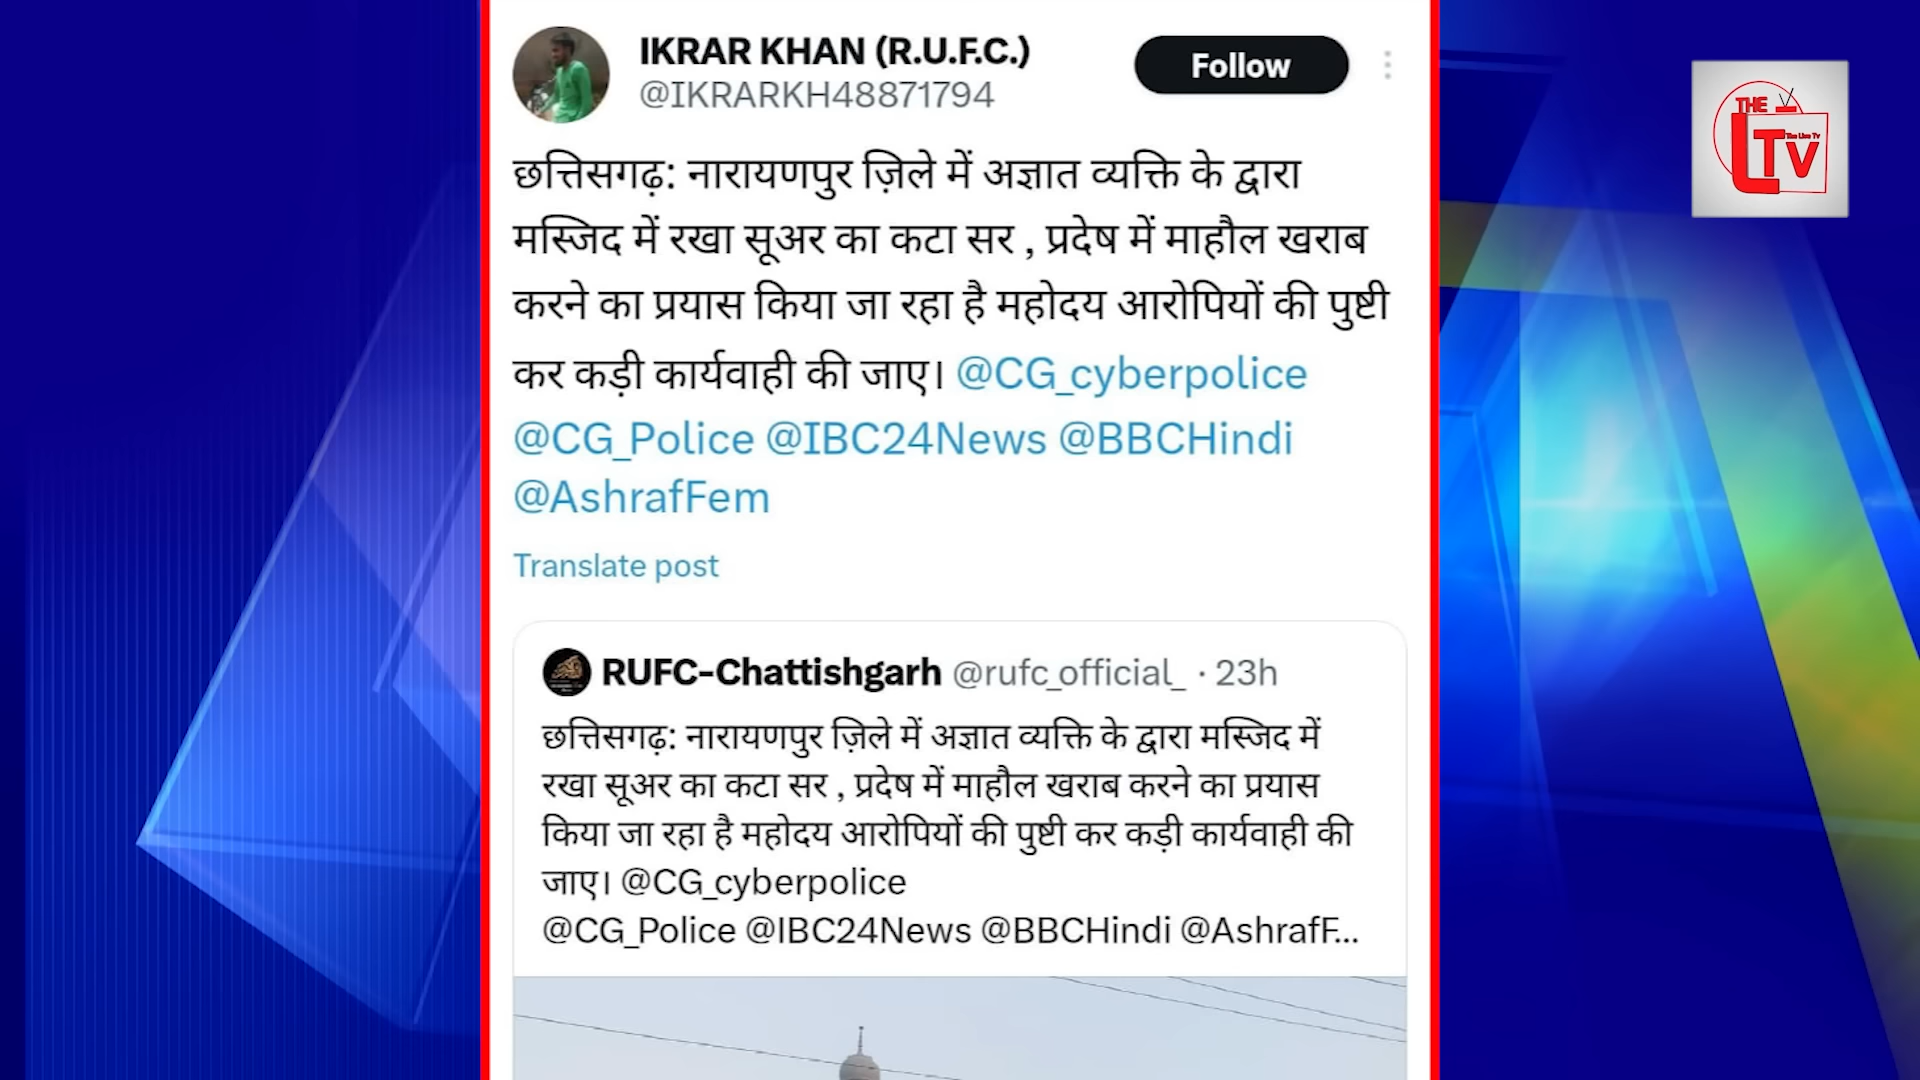 IKRAR KHAN (R.U.F.C.)
@IKRARKH48871794
Follow
THE
LTV
The Live Tv
छत्तिसगढ़: नारायणपुर ज़िले में अज्ञात व्यक्ति के द्वारा
मस्जिद में रखा सूअर का कटा सर , प्रदेष में माहौल खराब
करने का प्रयास किया जा रहा है महोदय आरोपियों की पुष्टी
कर कड़ी कार्यवाही की जाए। @CG_cyberpolice
@CG_Police @IBC24News @BBCHindi
@AshrafFem
Translate post
RUFC-Chattishgarh @rufc_official_ · 23h
छत्तिसगढ़: नारायणपुर ज़िले में अज्ञात व्यक्ति के द्वारा मस्जिद में
रखा सूअर का कटा सर , प्रदेष में माहौल खराब करने का प्रयास
किया जा रहा है महोदय आरोपियों की पुष्टी कर कड़ी कार्यवाही की
जाए। @CG_cyberpolice
@CG_Police @IBC24News @BBCHindi @AshrafF...